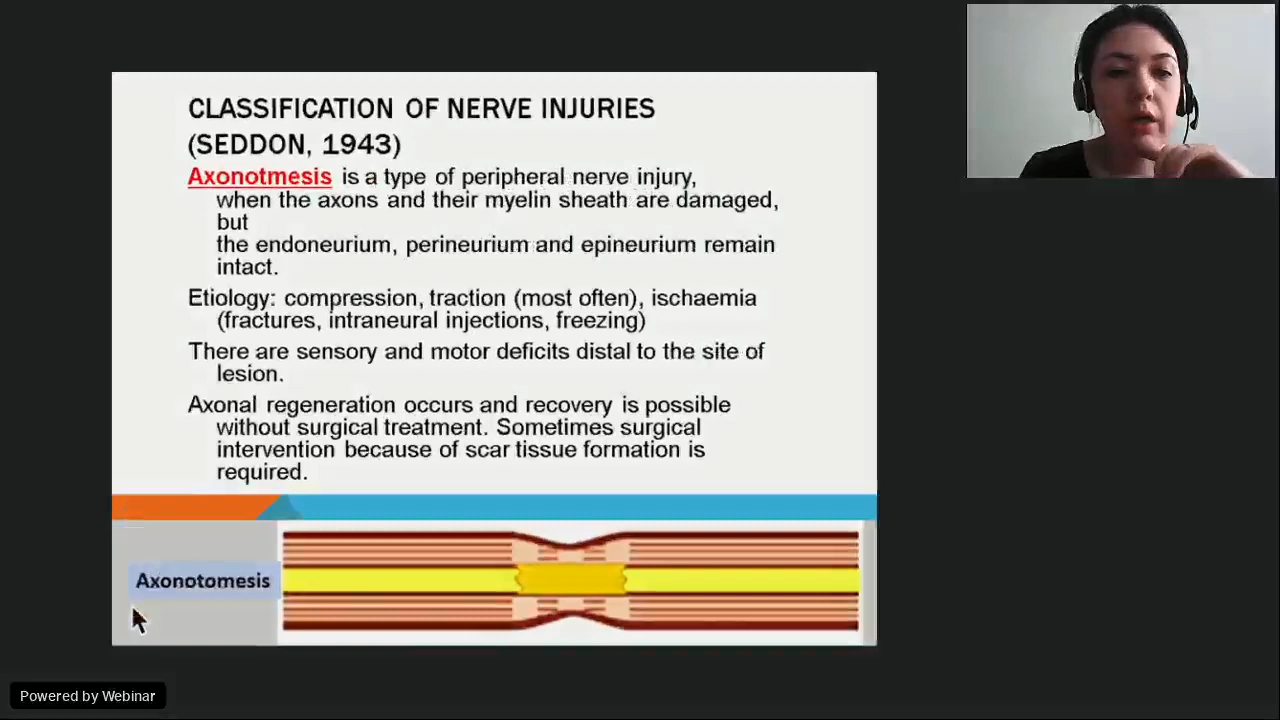 CLASSIFICATION OF NERVE INJURIES
(SEDDON, 1943)
Axonotmesis is a type of peripheral nerve injury,
when the axons and their myelin sheath are damaged,
but
the endoneurium, perineurium and epineurium remain
intact.
Etiology: compression, traction (most often), ischaemia
(fractures, intraneural injections, freezing)
There are sensory and motor deficits distal to the site of
lesion.
Axonal regeneration occurs and recovery is possible
without surgical treatment. Sometimes surgical
intervention because of scar tissue formation is
required.
Axonotomesis
Powered by Webinar